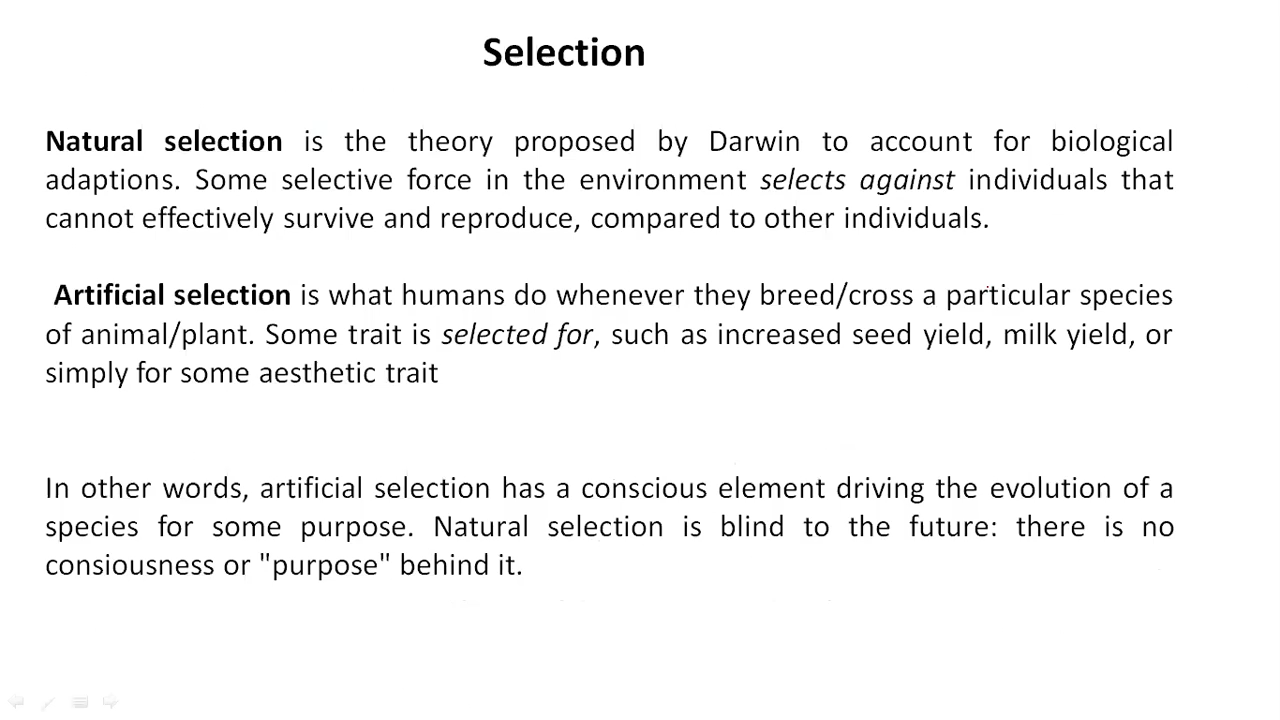 Selection
Natural selection is the theory proposed by Darwin to account for biological
adaptions. Some selective force in the environment selects against individuals that
cannot effectively survive and reproduce, compared to other individuals.
Artificial selection is what humans do whenever they breed/cross a particular species
of animal/plant. Some trait is selected for, such as increased seed yield, milk yield, or
simply for some aesthetic trait
In other words, artificial selection has a conscious element driving the evolution of a
species for some purpose. Natural selection is blind to the future: there is no
consiousness or "purpose" behind it.